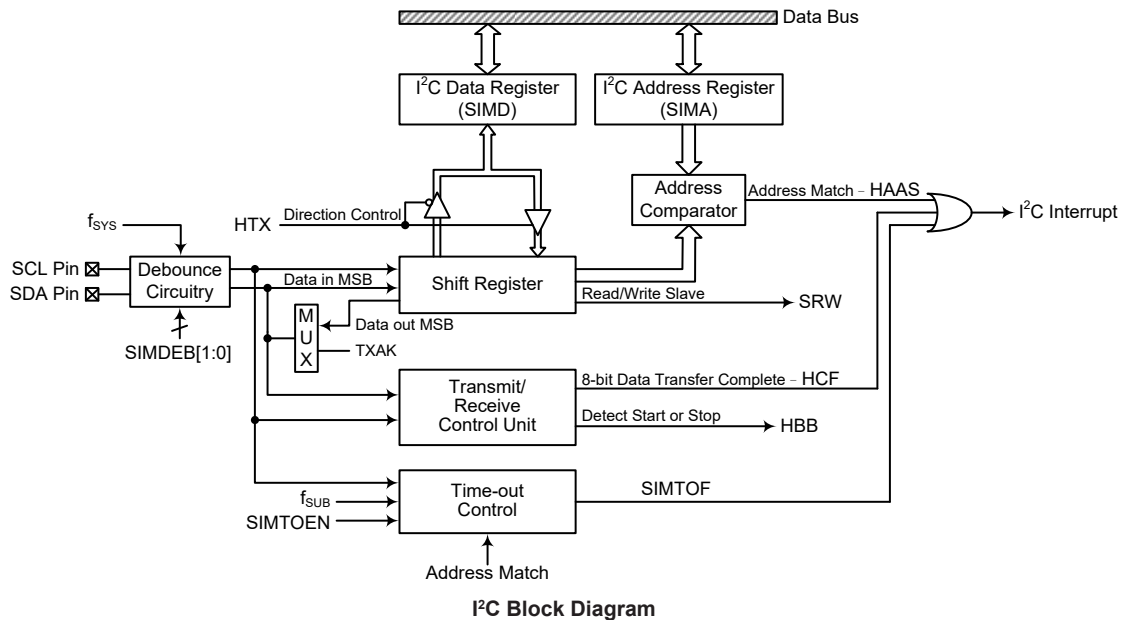 Data Bus
I²C Data Register
(SIMD)
I²C Address Register
(SIMA)
Address
Comparator
Address Match - HAAS
I²C Interrupt
HTX
Direction Control
fSYS
SCL Pin
SDA Pin
Debounce
Circuitry
SIMDEB[1:0]
Data in MSB
Shift Register
Read/Write Slave
SRW
M
U
X
Data out MSB
TXAK
Transmit/
Receive
Control Unit
8-bit Data Transfer Complete - HCF
Detect Start or Stop
HBB
fSUB
SIMTOEN
Time-out
Control
SIMTOF
Address Match
I²C Block Diagram